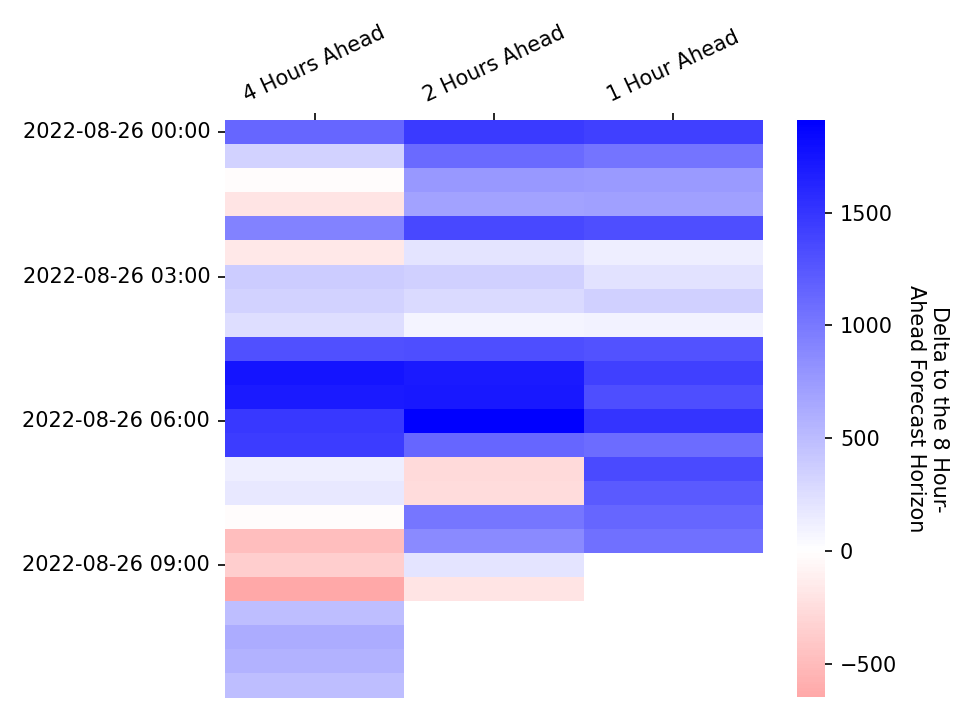 4 Hours Ahead
2 Hours Ahead
1 Hour Ahead
2022-08-26 00:00
2022-08-26 03:00
2022-08-26 06:00
2022-08-26 09:00
1500
1000
500
0
−500
Delta to the 8 Hour-
Ahead Forecast Horizon